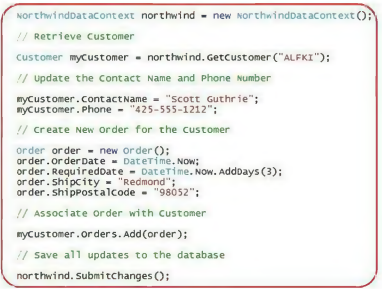 NorthwindDataContext northwind = new NorthwindDataContext();
// Retrieve Customer
Customer myCustomer = northwind.GetCustomer("ALFKI");
// Update the Contact Name and Phone Number
myCustomer.ContactName = "Scott Guthrie";
myCustomer.Phone = "425-555-1212";
// Create New Order for the Customer
Order order = new Order();
order.OrderDate = DateTime.Now;
order.RequiredDate = DateTime.Now.AddDays(3);
order.ShipCity = "Redmond";
order.ShipPostalCode = "98052";
// Associate Order with Customer
myCustomer.Orders.Add(order);
// Save all updates to the database
northwind.SubmitChanges();